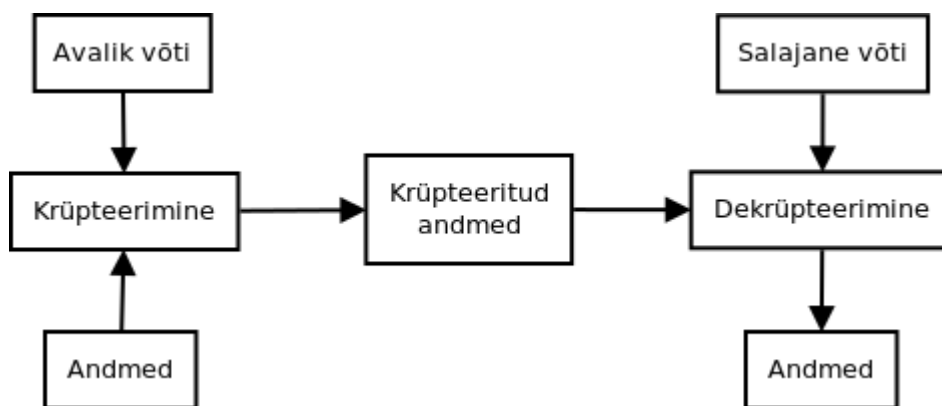 Avalik võti
Salajane võti
Krüpteerimine
Krüpteeritud
andmed
Dekrüpteerimine
Andmed
Andmed